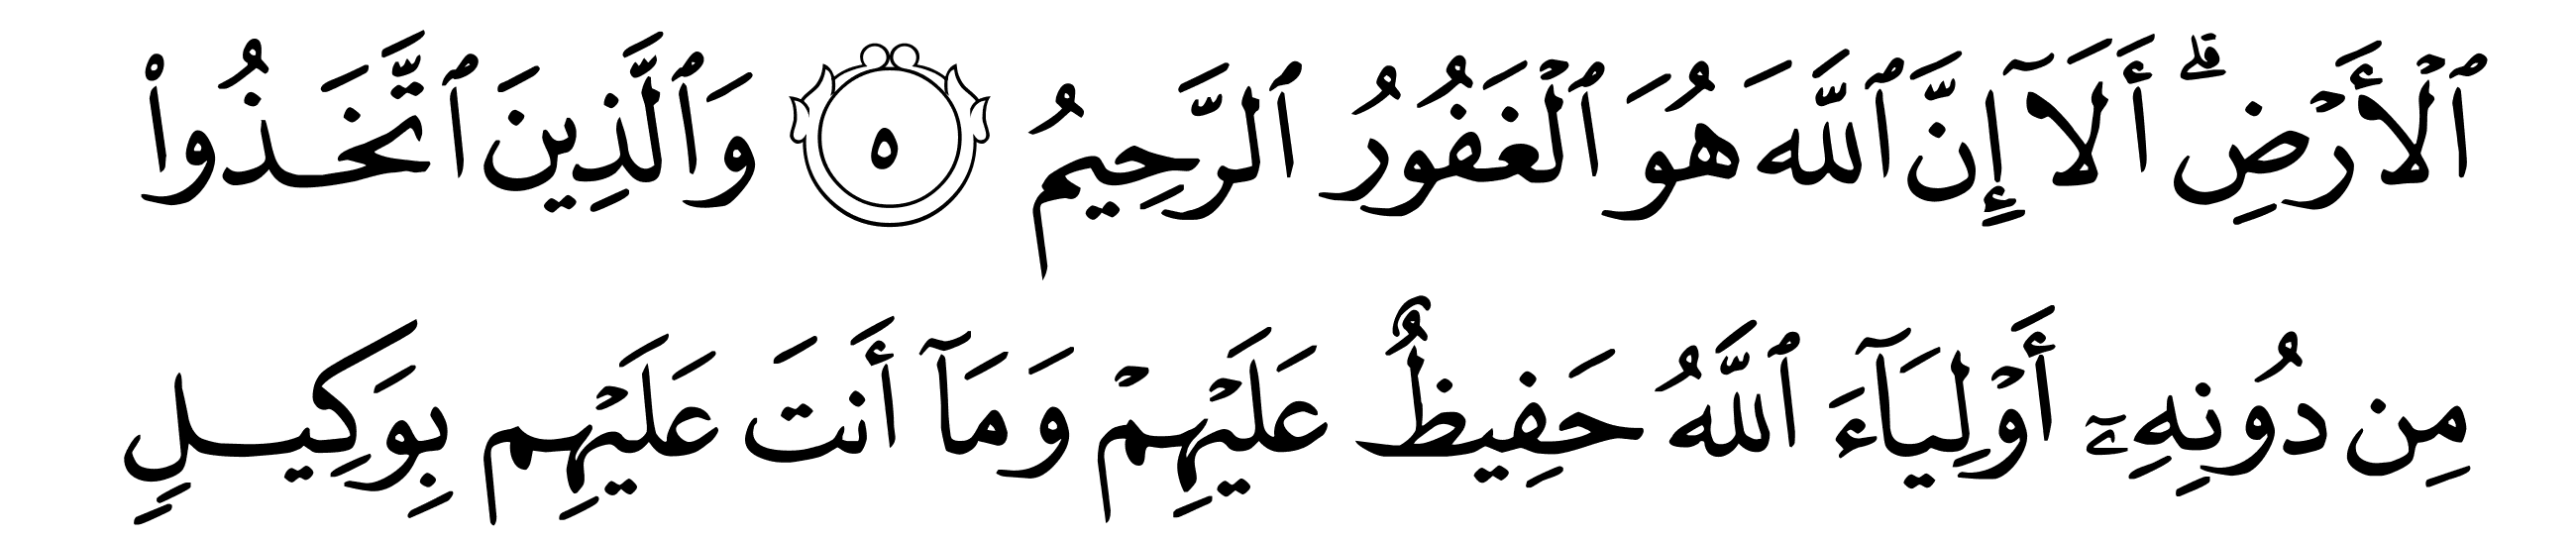 ٱلۡأَرۡضِۗ أَلَآ إِنَّ ٱللَّهَ هُوَ ٱلۡغَفُورُ ٱلرَّحِيمُ ٥ وَٱلَّذِينَ ٱتَّخَذُواْ
مِن دُونِهِۦٓ أَوۡلِيَآءَ ٱللَّهُ حَفِيظٌ عَلَيۡهِمۡ وَمَآ أَنتَ عَلَيۡهِم بِوَكِيلٖ